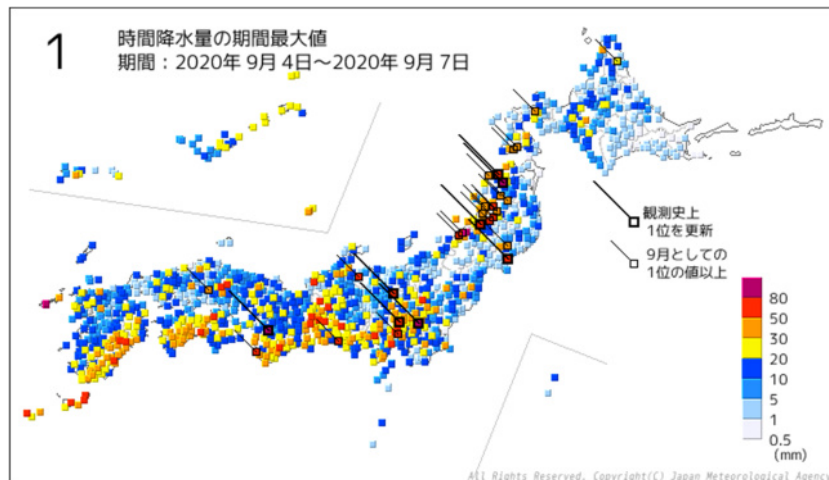 1
時間降水量の期間最大値
期間：2020年 9月 4日～2020年 9月 7日
観測史上
1位を更新
9月としての
1位の値以上
80
50
30
20
10
5
1
0.5
(mm)
All Rights Reserved, Copyright(C) Japan Meteorological Agency